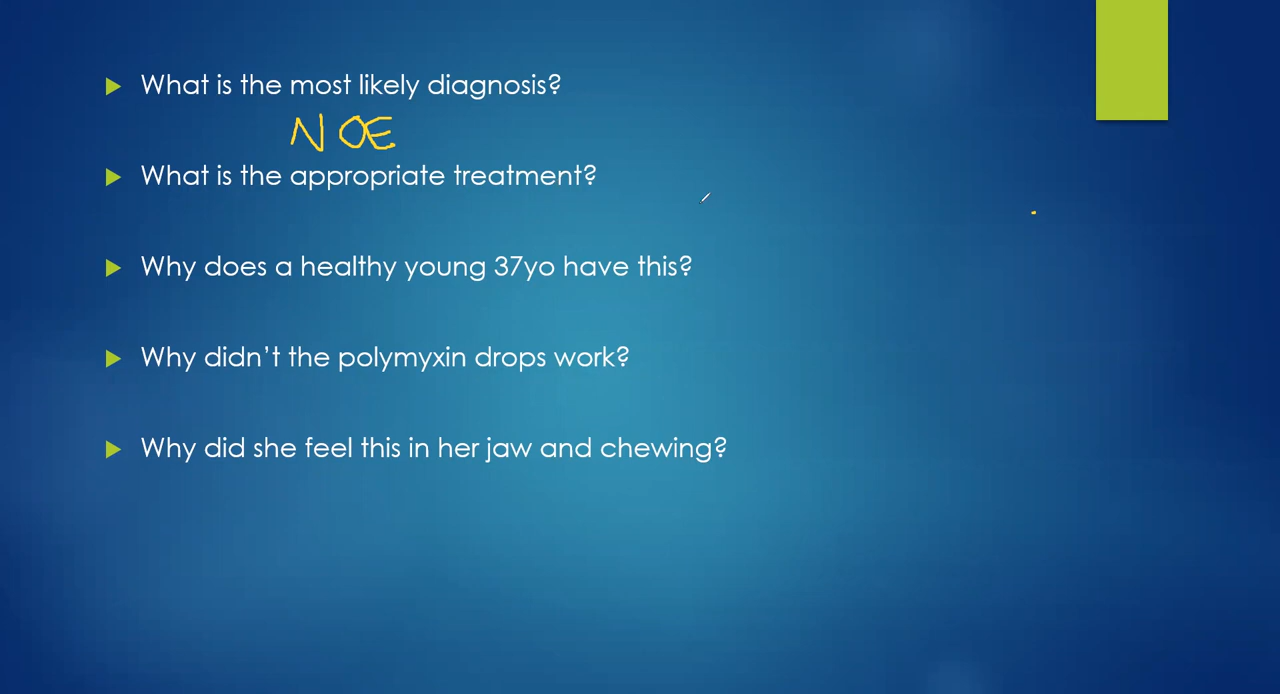 What is the most likely diagnosis?
NOE
What is the appropriate treatment?
Why does a healthy young 37yo have this?
Why didn’t the polymyxin drops work?
Why did she feel this in her jaw and chewing?